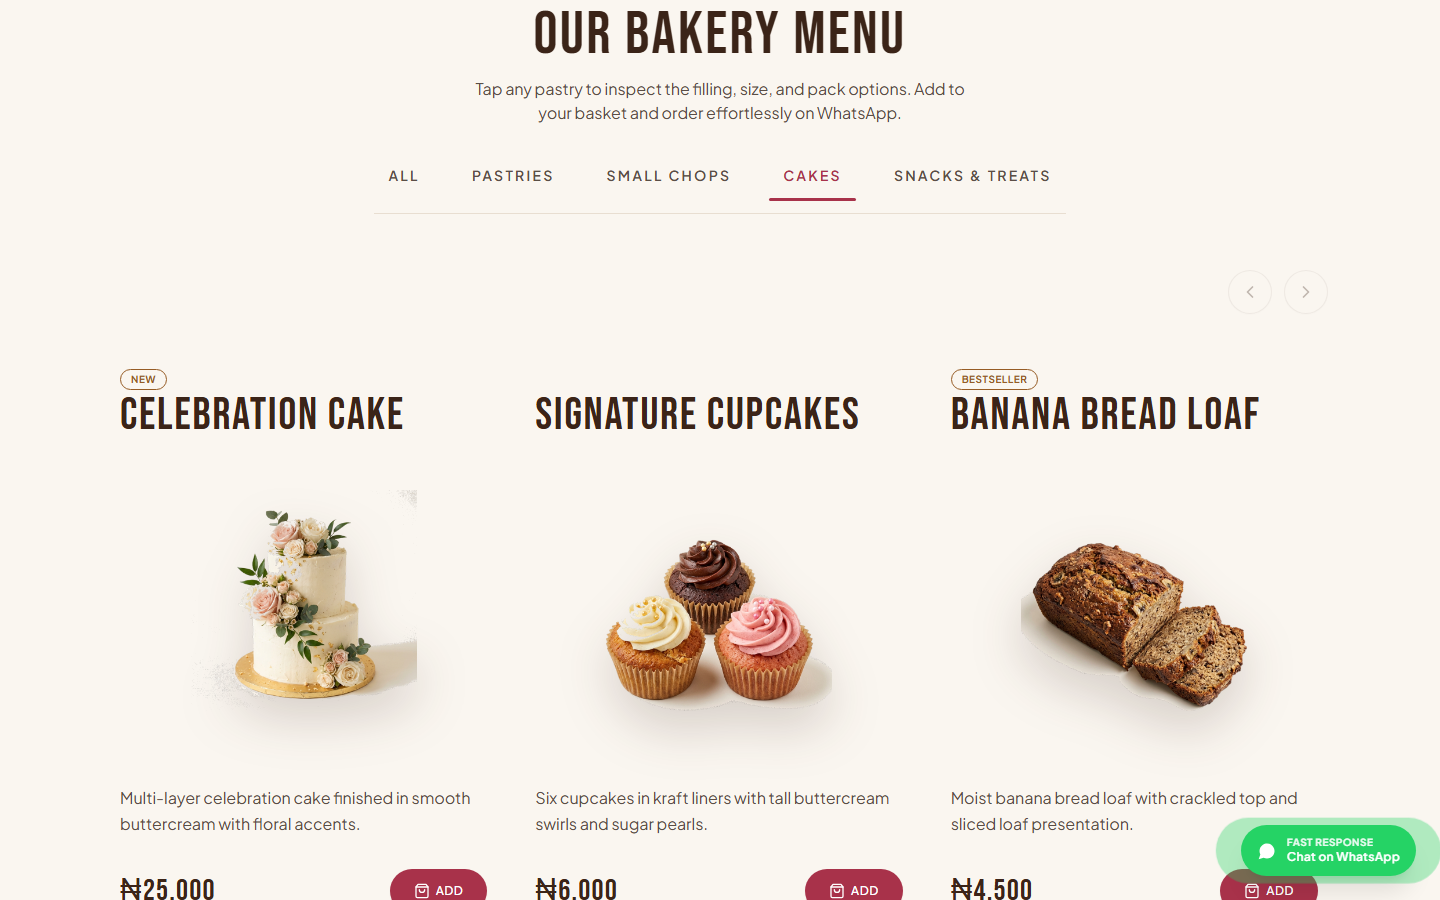 OUR BAKERY MENU
Tap any pastry to inspect the filling, size, and pack options. Add to
your basket and order effortlessly on WhatsApp.
ALL
PASTRIES
SMALL CHOPS
CAKES
SNACKS & TREATS
NEW
CELEBRATION CAKE
SIGNATURE CUPCAKES
BESTSELLER
BANANA BREAD LOAF
Multi-layer celebration cake finished in smooth
buttercream with floral accents.
Six cupcakes in kraft liners with tall buttercream
swirls and sugar pearls.
Moist banana bread loaf with crackled top and
sliced loaf presentation.
₦25,000
ADD
₦6,000
ADD
₦4,500
ADD
FAST RESPONSE
Chat on WhatsApp